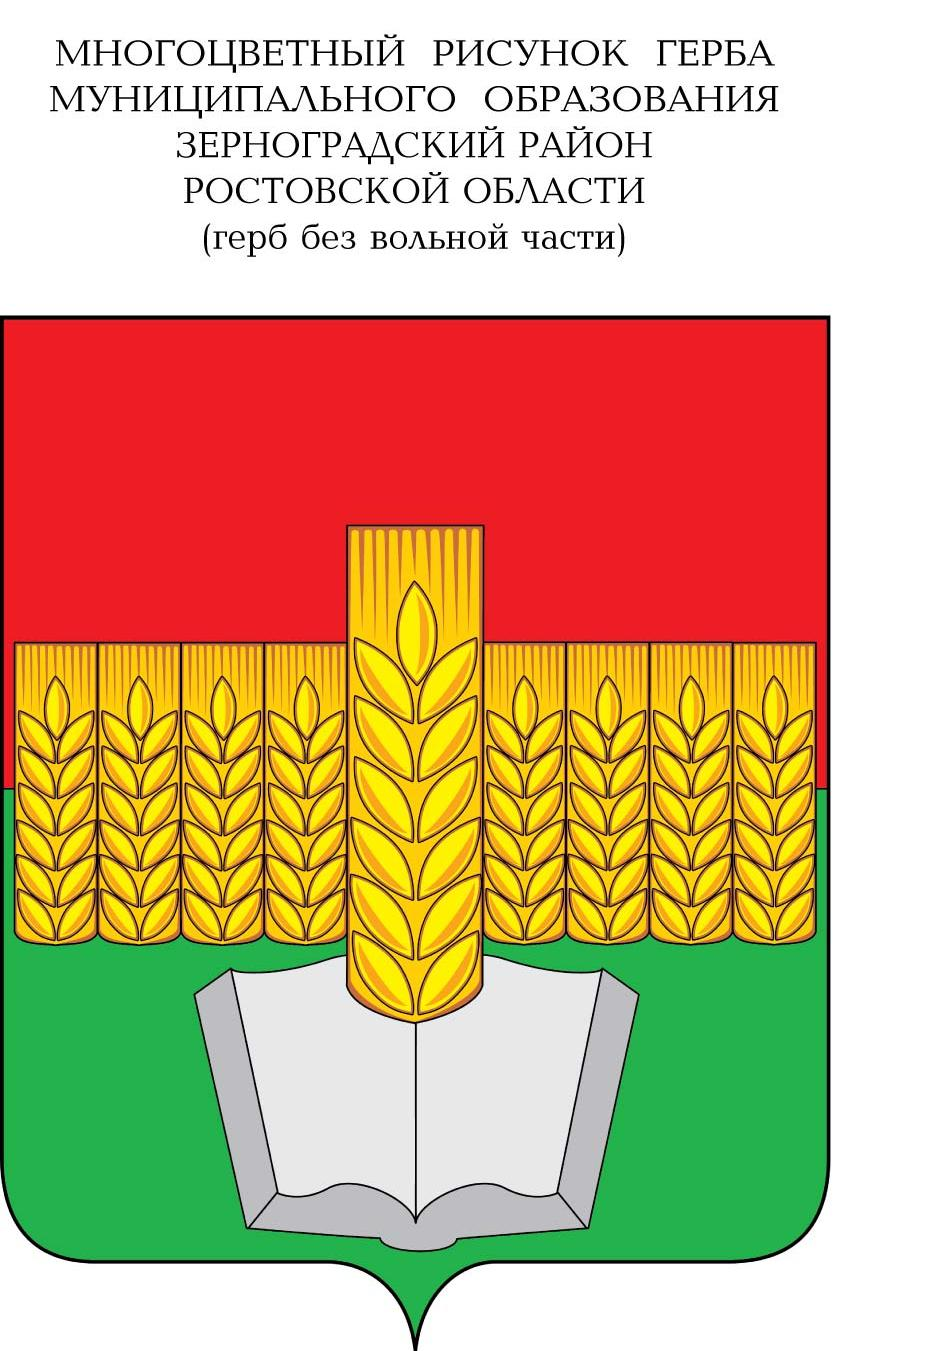 МНОГОЦВЕТНЫЙ РИСУНОК ГЕРБА
МУНИЦИПАЛЬНОГО ОБРАЗОВАНИЯ
ЗЕРНОГРАДСКИЙ РАЙОН
РОСТОВСКОЙ ОБЛАСТИ
(герб без вольной части)